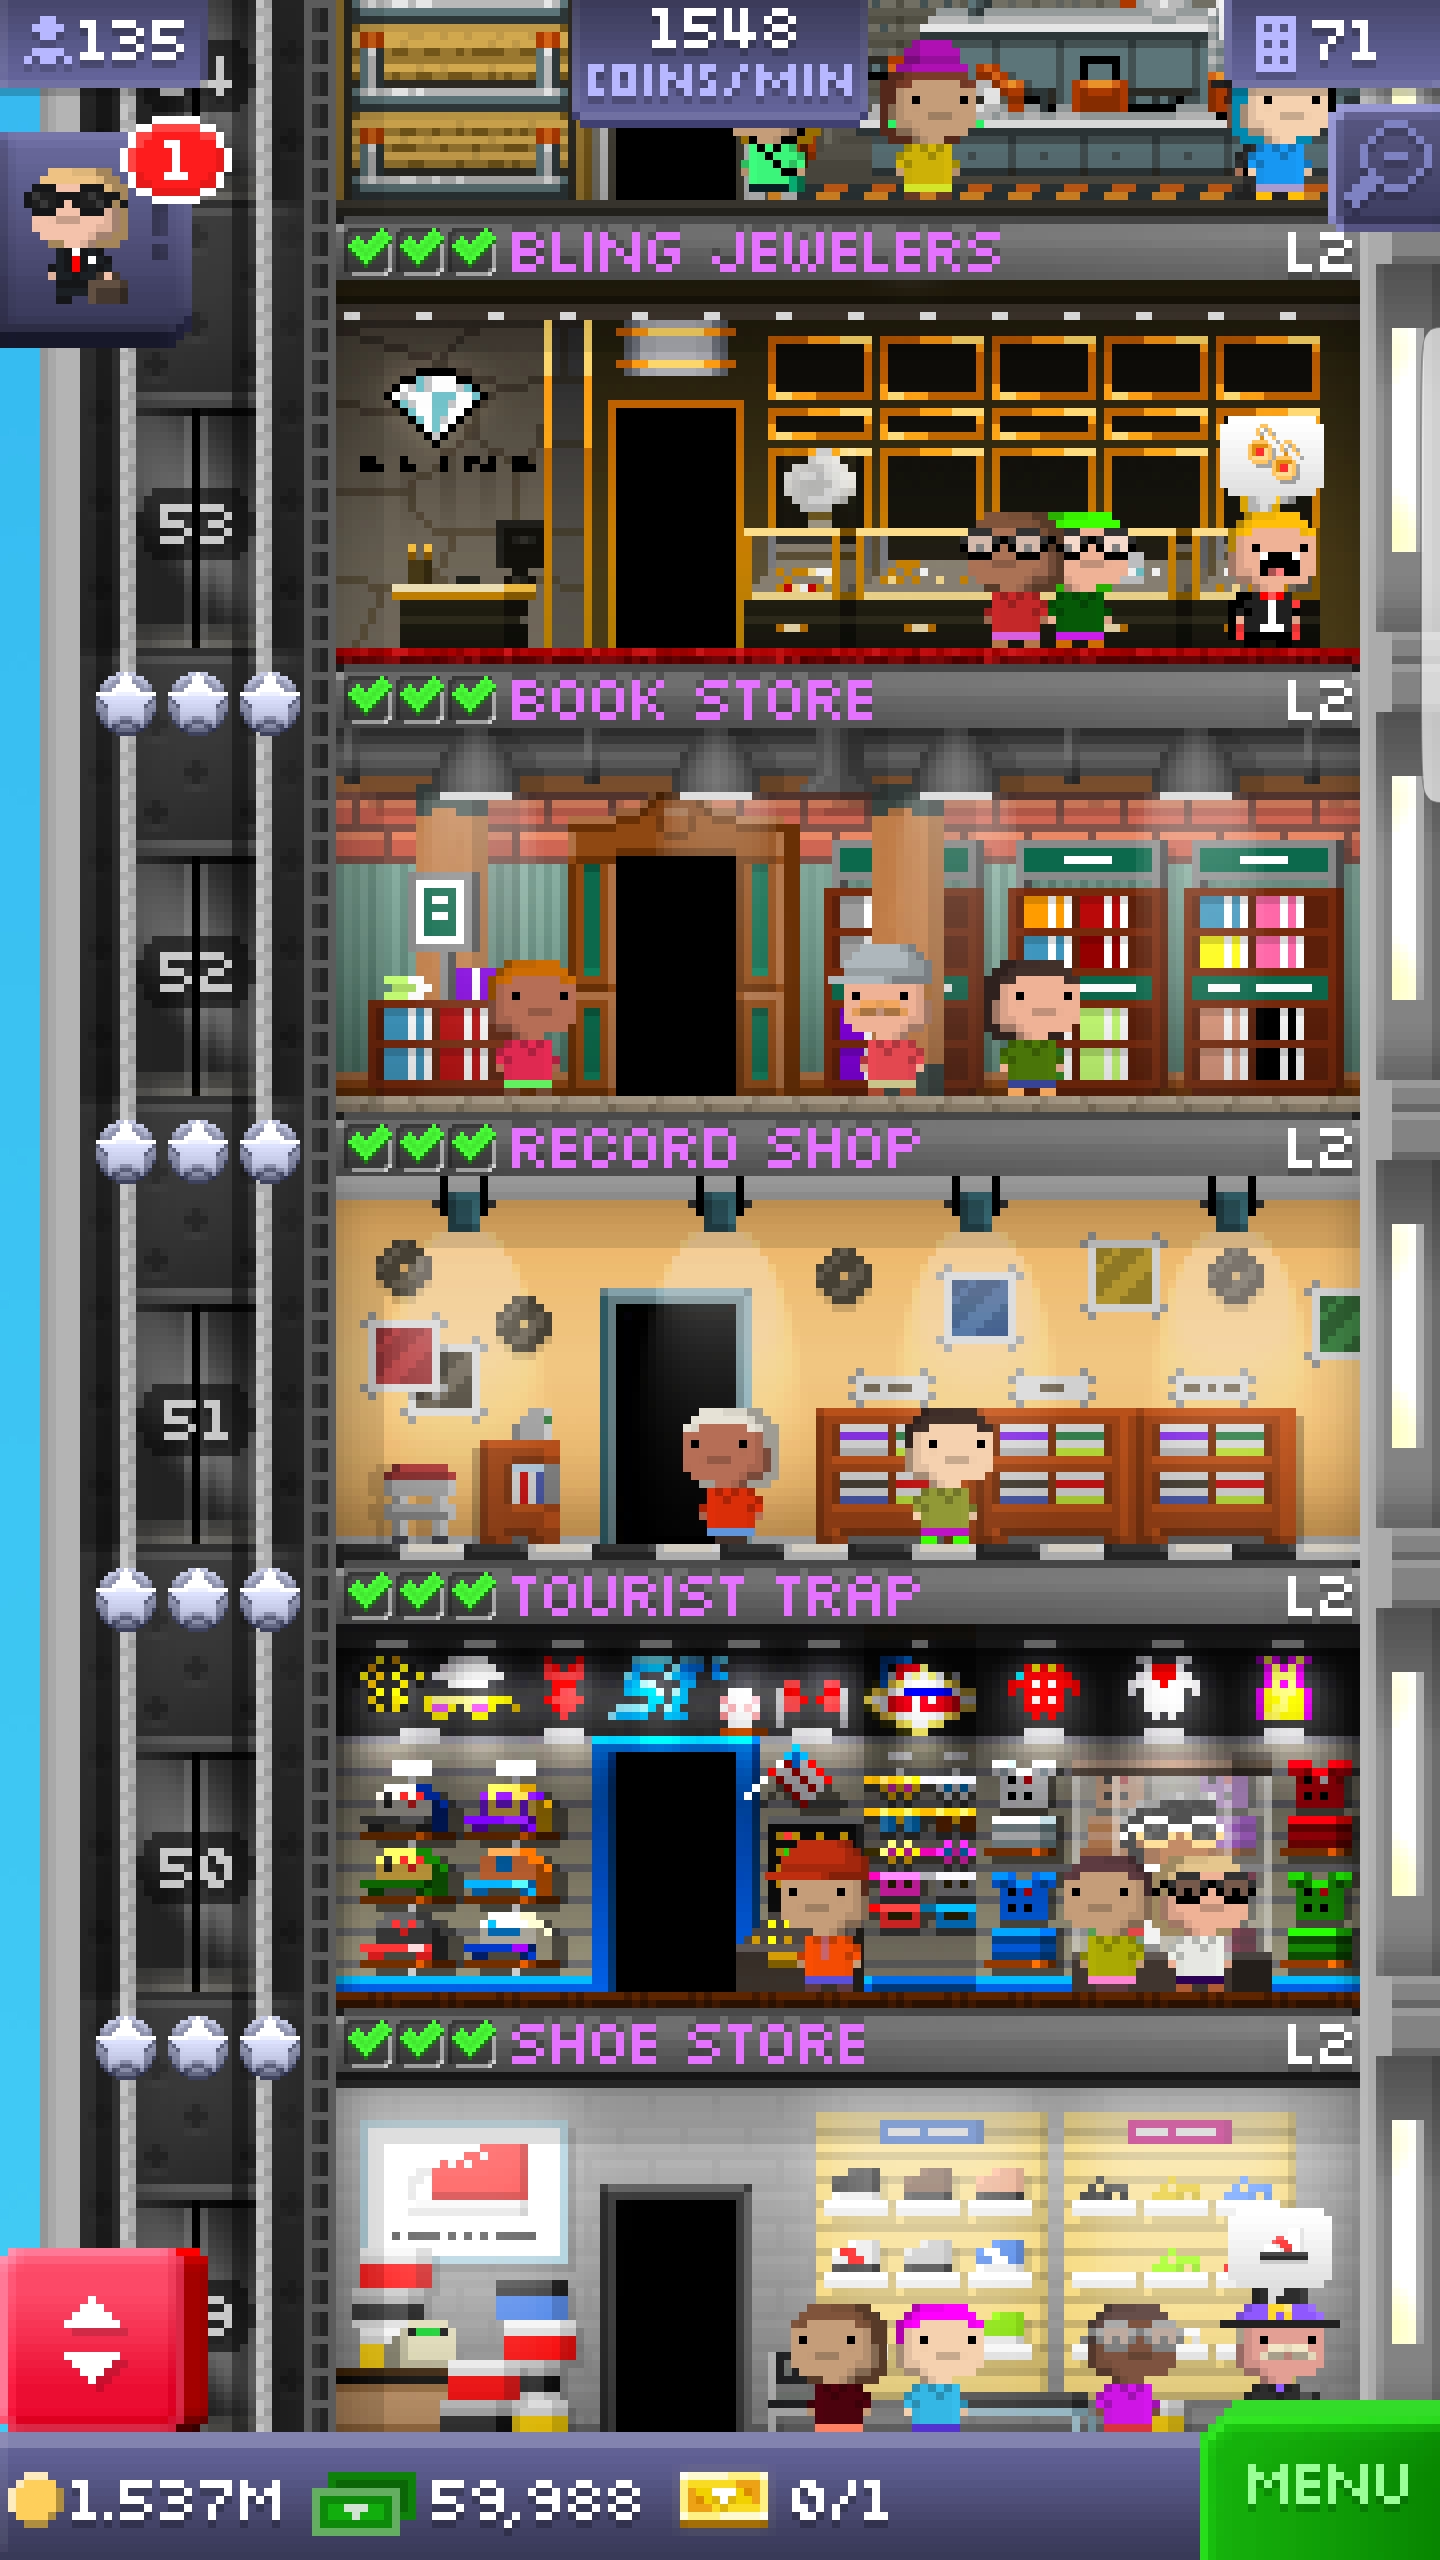 135
1548
COINS/MIN
71
1
BLING JEWELERS
L2
BLING
53
BOOK STORE
L2
52
RECORD SHOP
L2
51
TOURIST TRAP
L2
50
SHOE STORE
L2
1.537M
59,988
0/1
MENU